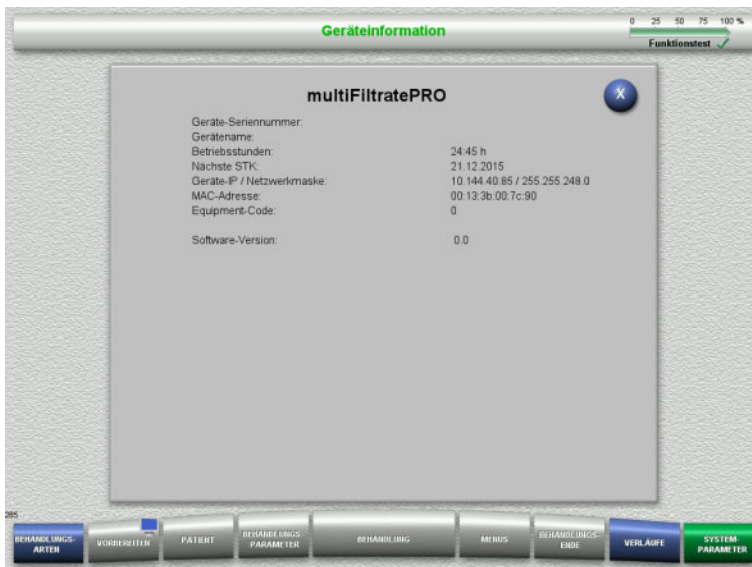 Geräteinformation
0 25 50 75 100 %
Funktionstest
multiFiltratePRO
X
Geräte-Seriennummer:
Gerätename:
Betriebsstunden: 24:45 h
Nächste STK: 21.12.2015
Geräte-IP / Netzwerkmaske: 10.144.40.85 / 255.255.248.0
MAC-Adresse: 00:13:3b:00:7c:90
Equipment-Code: 0
Software-Version: 0.0
285
BEHANDLUNGS-
ARTEN
VORBEREITEN
PATIENT
BEHANDLUNGS-
PARAMETER
BEHANDLUNG
MENUS
BEHANDLUNGS-
ENDE
VERLÄUFE
SYSTEM-
PARAMETER